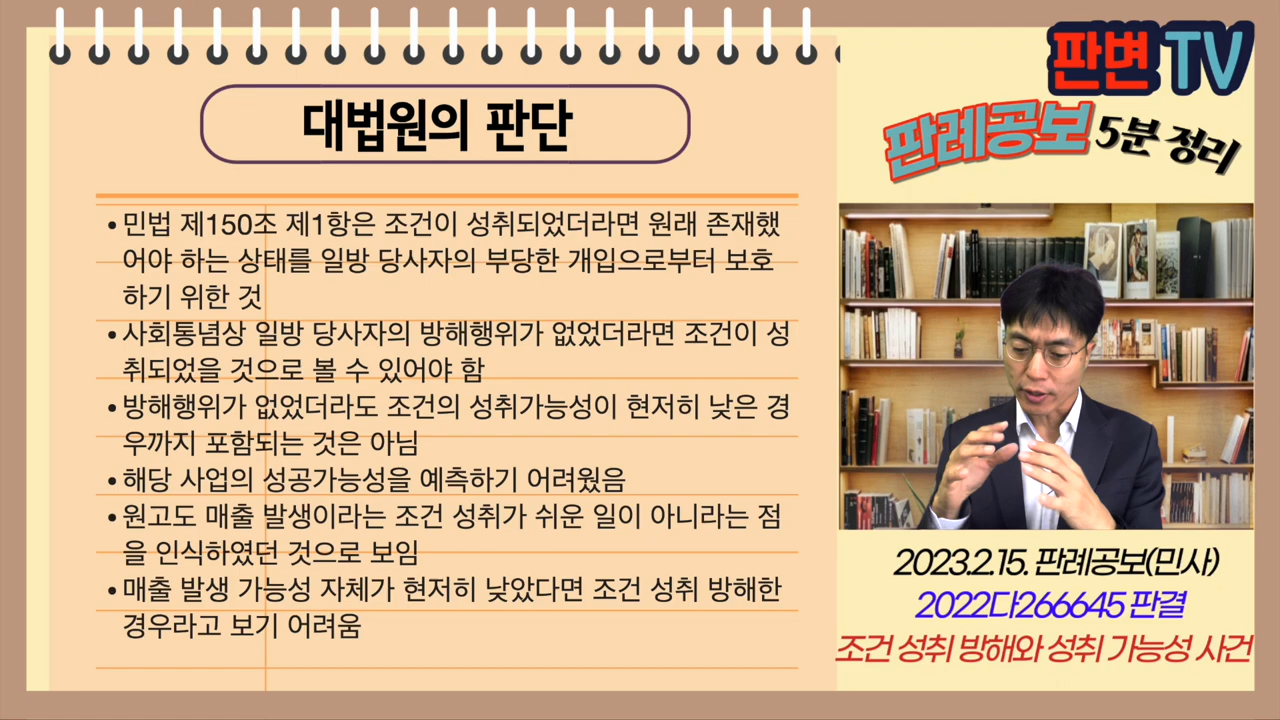 대법원의 판단
• 민법 제150조 제1항은 조건이 성취되었더라면 원래 존재했
어야 하는 상태를 일방 당사자의 부당한 개입으로부터 보호
하기 위한 것
• 사회통념상 일방 당사자의 방해행위가 없었더라면 조건이 성
취되었을 것으로 볼 수 있어야 함
• 방해행위가 없었더라도 조건의 성취가능성이 현저히 낮은 경
우까지 포함되는 것은 아님
• 해당 사업의 성공가능성을 예측하기 어려웠음
• 원고도 매출 발생이라는 조건 성취가 쉬운 일이 아니라는 점
을 인식하였던 것으로 보임
• 매출 발생 가능성 자체가 현저히 낮았다면 조건 성취 방해한
경우라고 보기 어려움
판변 TV
판례공보 5분 정리
2023.2.15. 판례공보(민사)
2022다266645 판결
조건 성취 방해와 성취 가능성 사건